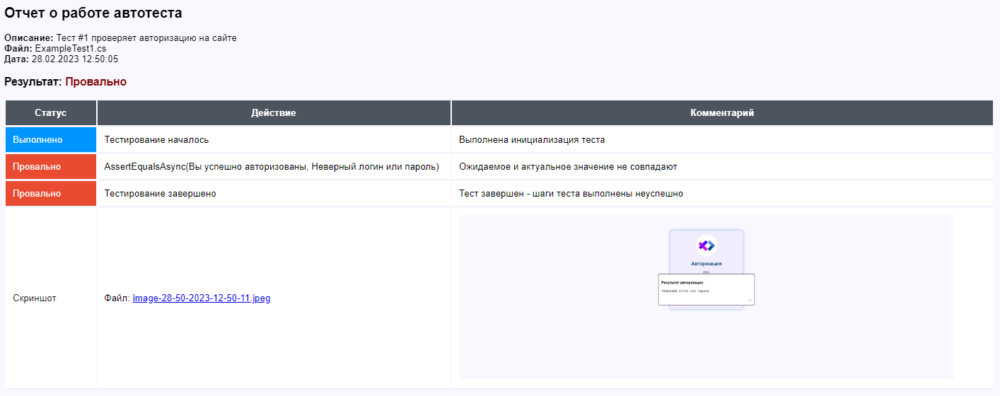 Отчет о работе автотеста
Описание: Тест #1 проверяет авторизацию на сайте
Файл: ExampleTest1.cs
Дата: 28.02.2023 12:50:05
Результат: Провально
Статус Действие Комментарий
Выполнено Тестирование началось Выполнена инициализация теста
Провально AssertEqualsAsync(Вы успешно авторизованы, Неверный логин или пароль) Ожидаемое и актуальное значение не совпадают
Провально Тестирование завершено Тест завершен - шаги теста выполнены неуспешно
Авторизация
Результат авторизации
Неверный логин или пароль
Скриншот Файл: image-28-50-2023-12-50-11.jpeg